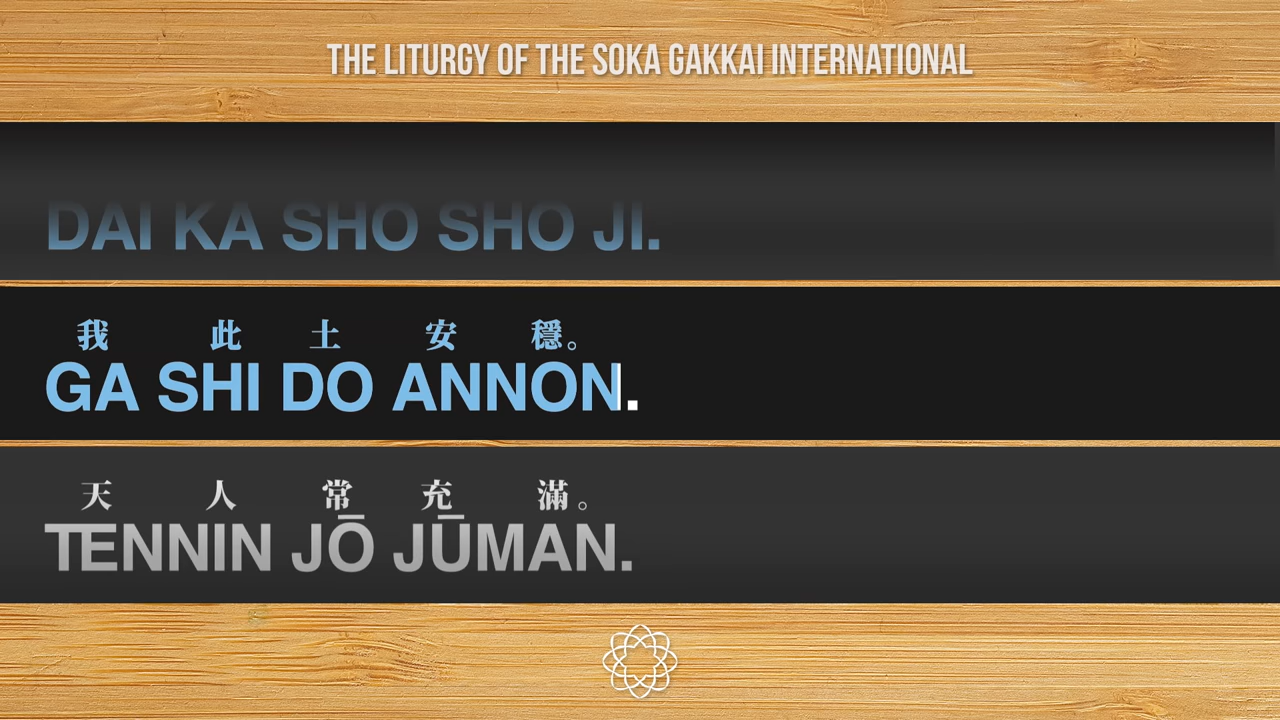 THE LITURGY OF THE SOKA GAKKAI INTERNATIONAL
DAI KA SHO SHO JI.
我 此 土 安 穩。
GA SHI DO ANNON.
天 人 常 充 滿。
TENNIN JŌ JŪMAN.